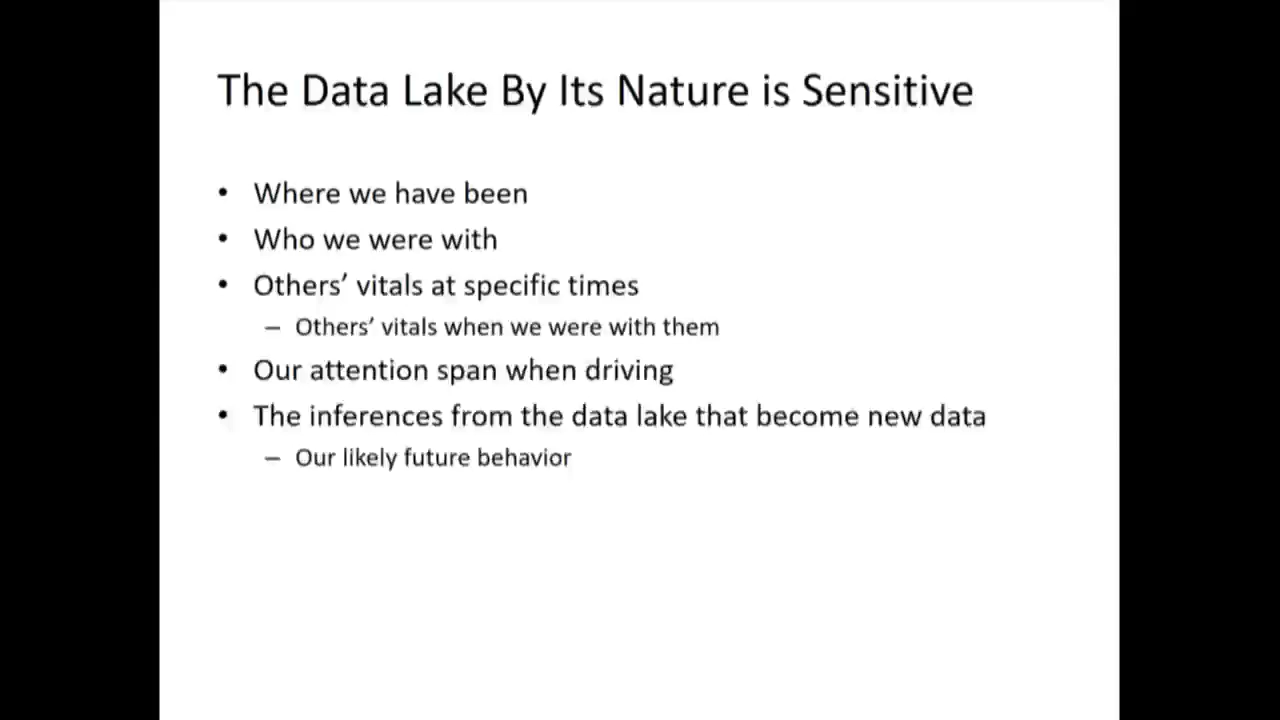 The Data Lake By Its Nature is Sensitive
• Where we have been
• Who we were with
• Others’ vitals at specific times
– Others’ vitals when we were with them
• Our attention span when driving
• The inferences from the data lake that become new data
– Our likely future behavior